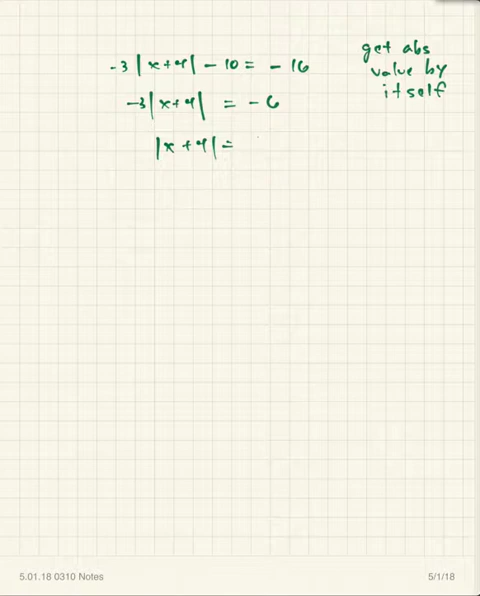 -3|x+4| - 10 = - 16
get abs
value by
itself
-3|x+4| = - 6
|x+4| =
5.01.18 0310 Notes
5/1/18